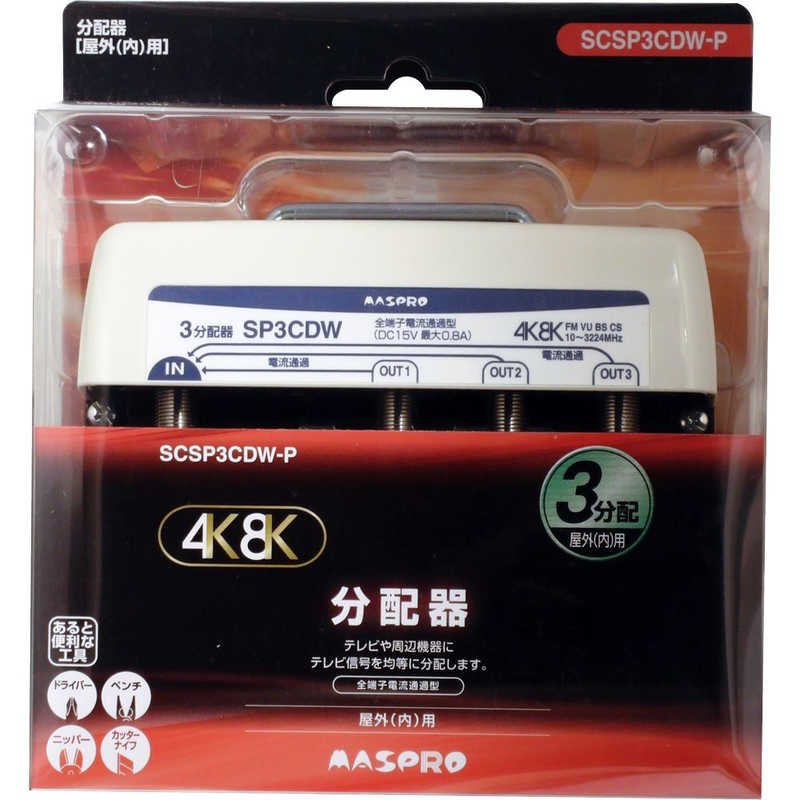 分配器
[屋外(内)用]
SCSP3CDW-P
MASPRO
3分配器 SP3CDW
全端子電流通過型
(DC15V 最大0.8A)
4K8K
FM VU BS CS
10～3224MHz
電流通過
電流通過
IN
OUT1
OUT2
OUT3
SCSP3CDW-P
4K8K
3分配
屋外(内)用
分配器
テレビや周辺機器に
テレビ信号を均等に分配します。
全端子電流通過型
屋外(内)用
MASPRO
あると
便利な
工具
ドライバー
ペンチ
ニッパー
カッター
ナイフ